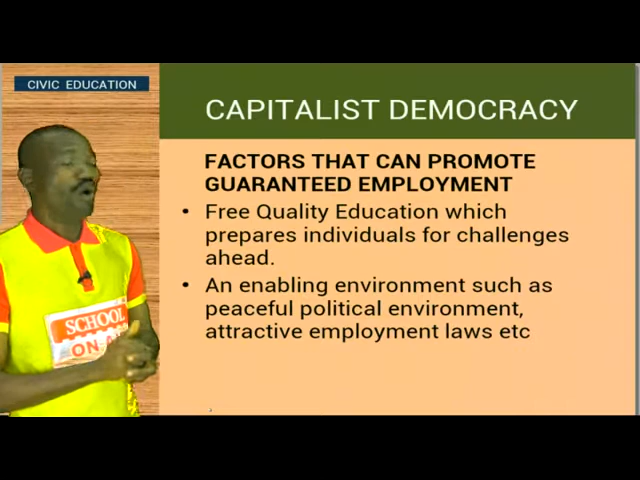 CIVIC EDUCATION
CAPITALIST DEMOCRACY
FACTORS THAT CAN PROMOTE
GUARANTEED EMPLOYMENT
• Free Quality Education which
prepares individuals for challenges
ahead.
• An enabling environment such as
peaceful political environment,
attractive employment laws etc
SCHOOL